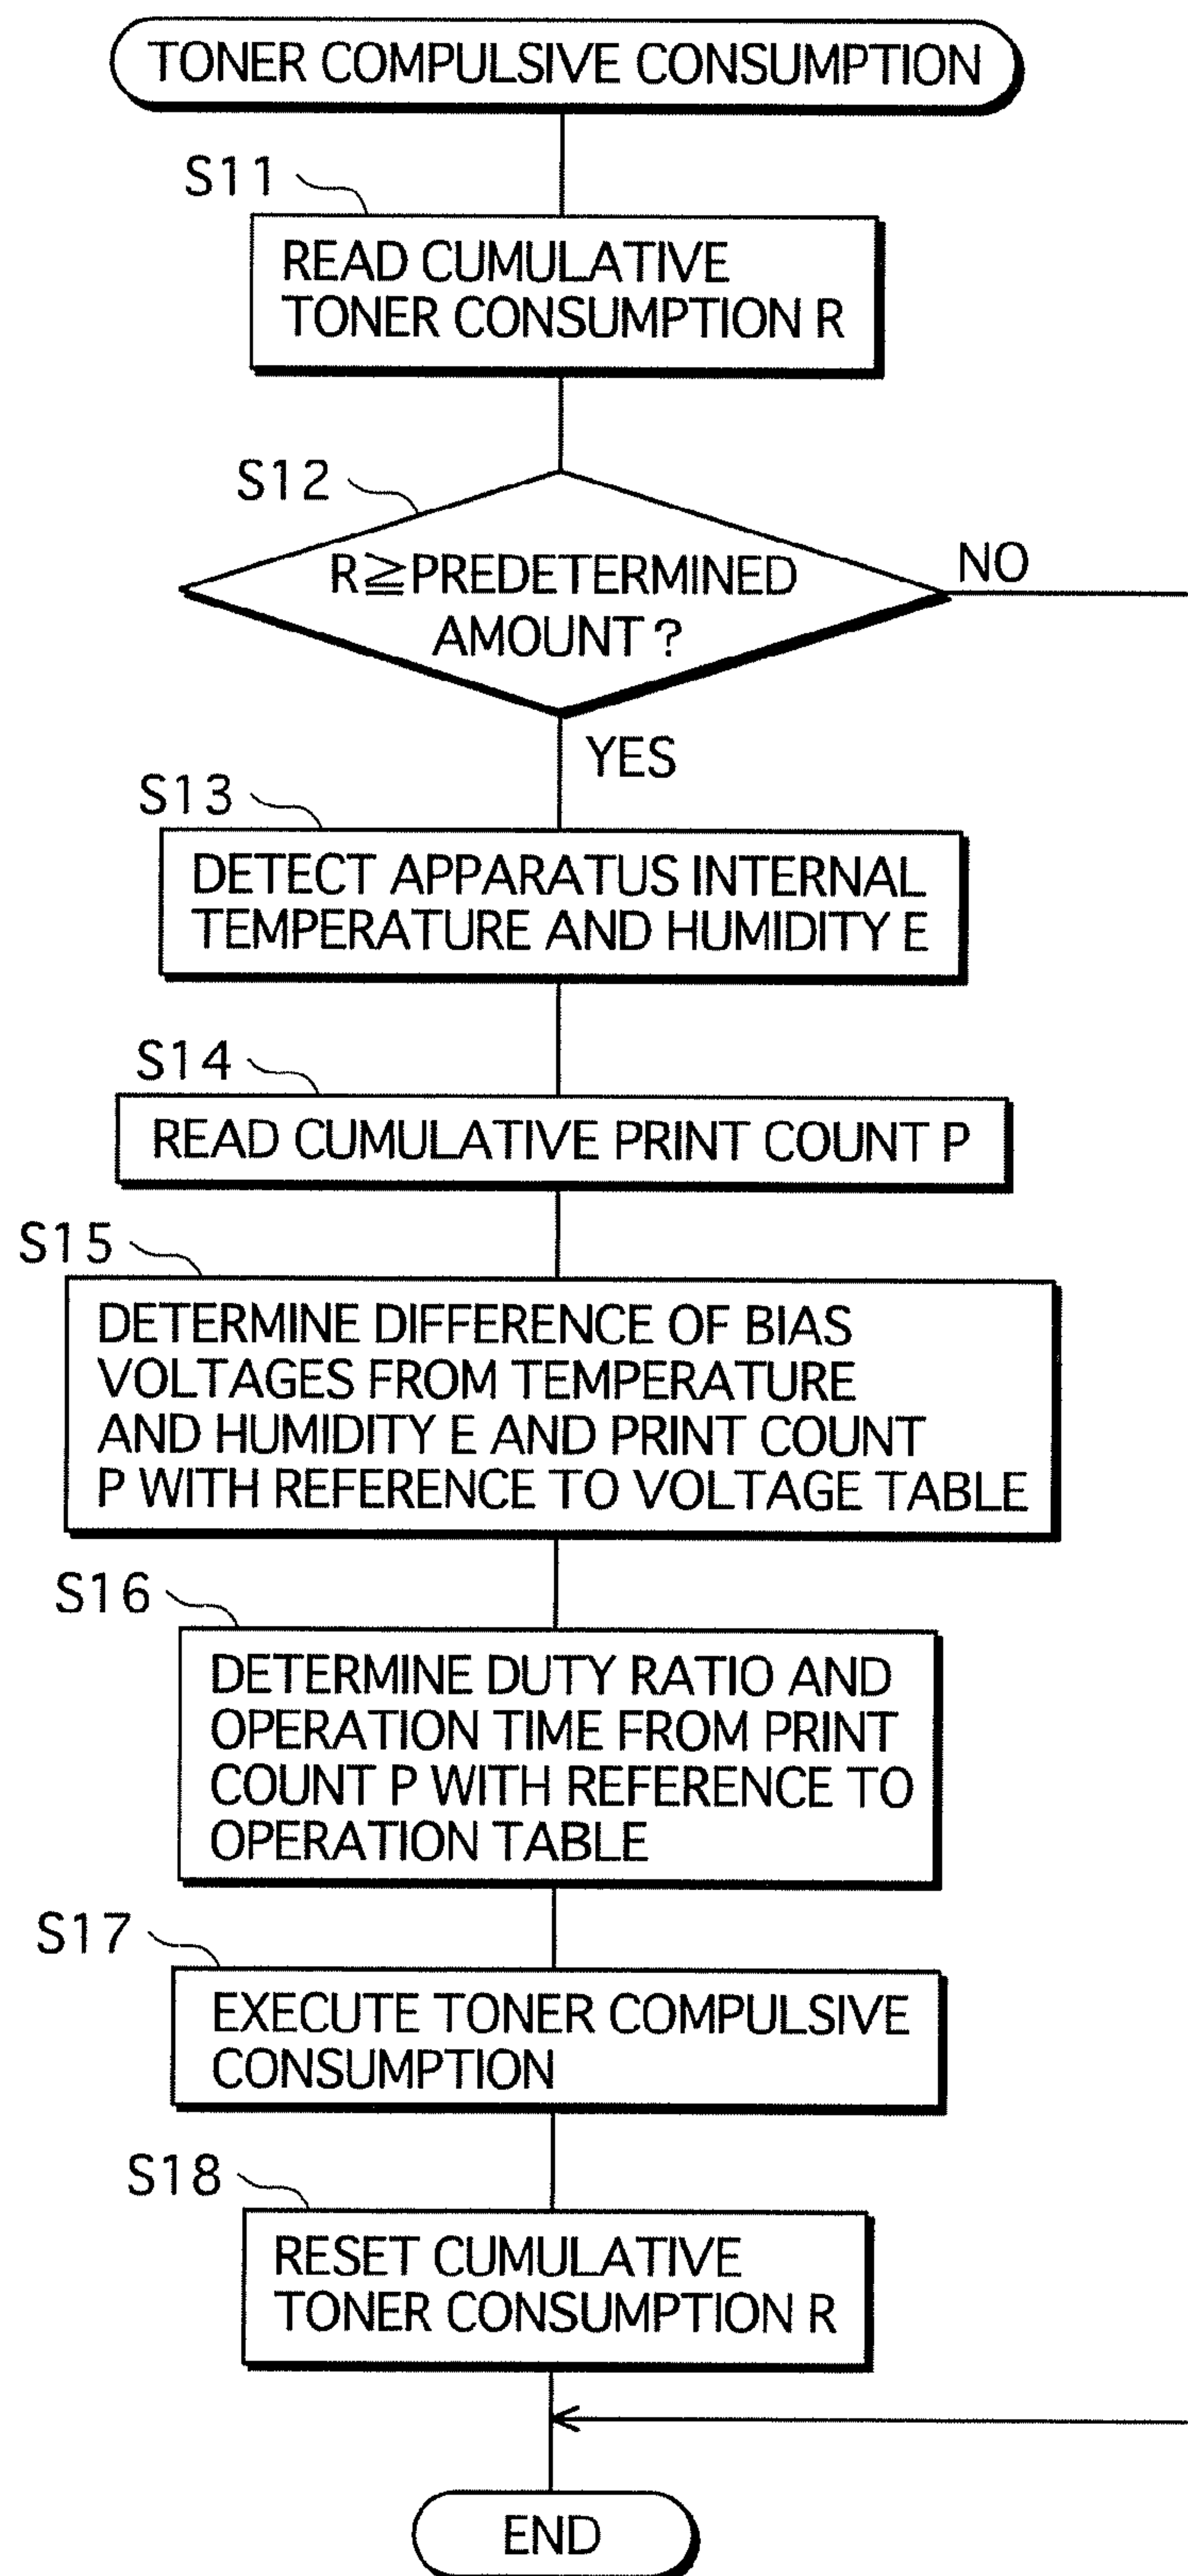 TONER COMPULSIVE CONSUMPTION
S11
READ CUMULATIVE
TONER CONSUMPTION R
S12
R≧PREDETERMINED
AMOUNT?
NO
YES
S13
DETECT APPARATUS INTERNAL
TEMPERATURE AND HUMIDITY E
S14
READ CUMULATIVE PRINT COUNT P
S15
DETERMINE DIFFERENCE OF BIAS
VOLTAGES FROM TEMPERATURE
AND HUMIDITY E AND PRINT COUNT
P WITH REFERENCE TO VOLTAGE TABLE
S16
DETERMINE DUTY RATIO AND
OPERATION TIME FROM PRINT
COUNT P WITH REFERENCE TO
OPERATION TABLE
S17
EXECUTE TONER COMPULSIVE
CONSUMPTION
S18
RESET CUMULATIVE
TONER CONSUMPTION R
END